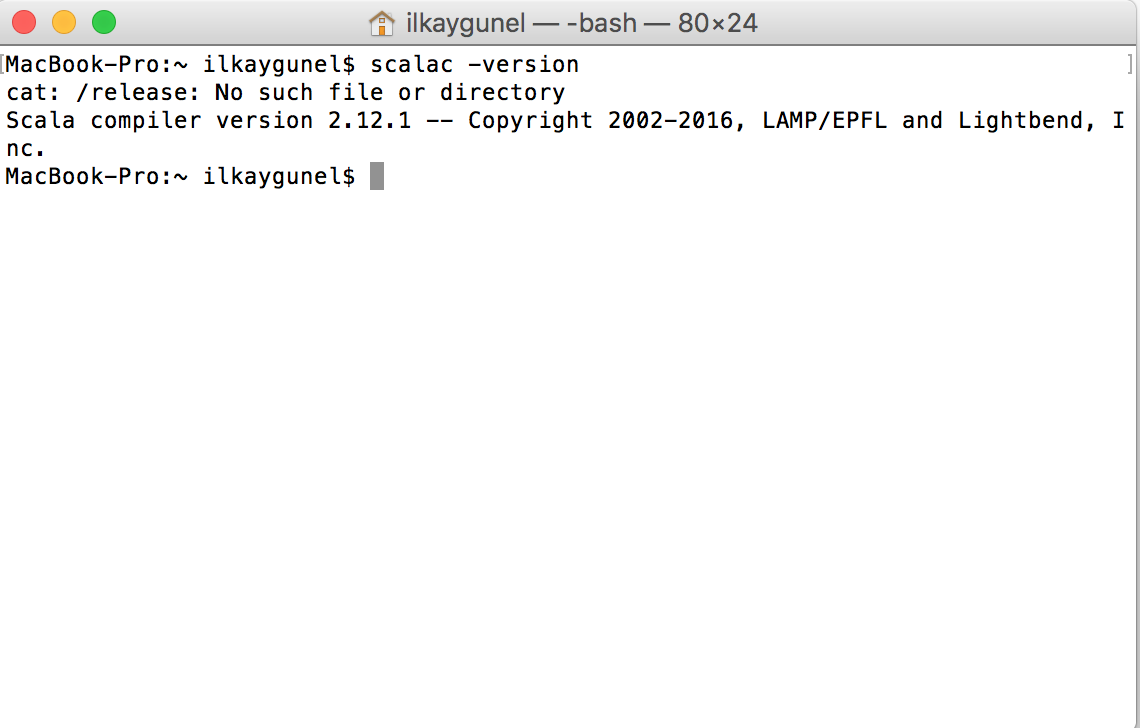 ilkaygunel — -bash — 80×24
[MacBook-Pro:~ ilkaygunel$ scalac -version ]
cat: /release: No such file or directory
Scala compiler version 2.12.1 -- Copyright 2002-2016, LAMP/EPFL and Lightbend, I
nc.
MacBook-Pro:~ ilkaygunel$